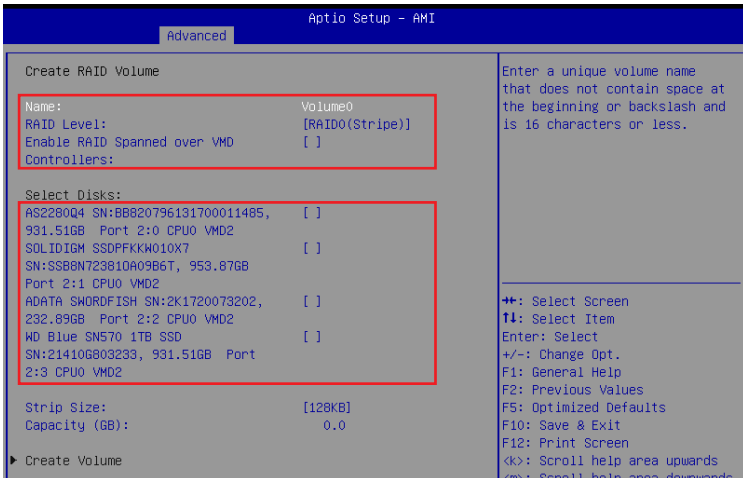 Aptio Setup – AMI
Advanced
Create RAID Volume
Name: Volume0
RAID Level: [RAID0(Stripe)]
Enable RAID Spanned over VMD [ ]
Controllers:
Select Disks:
AS2280Q4 SN:BB820796131700011485, [ ]
931.51GB Port 2:0 CPU0 VMD2
SOLIDIGM SSDPFKKW010X7 [ ]
SN:SSB8N723810A09B6T, 953.87GB
Port 2:1 CPU0 VMD2
ADATA SWORDFISH SN:2K1720073202, [ ]
232.89GB Port 2:2 CPU0 VMD2
WD Blue SN570 1TB SSD [ ]
SN:21410G803233, 931.51GB Port
2:3 CPU0 VMD2
Strip Size: [128KB]
Capacity (GB): 0.0
▶ Create Volume
Enter a unique volume name
that does not contain space at
the beginning or backslash and
is 16 characters or less.
→←: Select Screen
↑↓: Select Item
Enter: Select
+/-: Change Opt.
F1: General Help
F2: Previous Values
F5: Optimized Defaults
F10: Save & Exit
F12: Print Screen
<k>: Scroll help area upwards
<m>: Scroll help area downwards